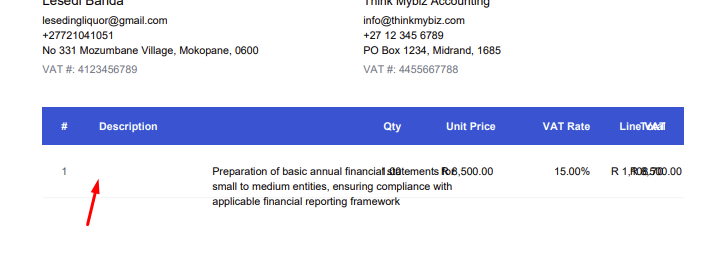 Lesedi Banda
lesedingliquor@gmail.com
+27721041051
No 331 Mozumbane Village, Mokopane, 0600
VAT #: 4123456789
Think Mybiz Accounting
info@thinkmybiz.com
+27 12 345 6789
PO Box 1234, Midrand, 1685
VAT #: 4455667788
# Description Qty Unit Price VAT Rate Line Total VAT
1 Preparation of basic annual financial statements for 1.00 R 8,500.00 15.00%
small to medium entities, ensuring compliance with
applicable financial reporting framework